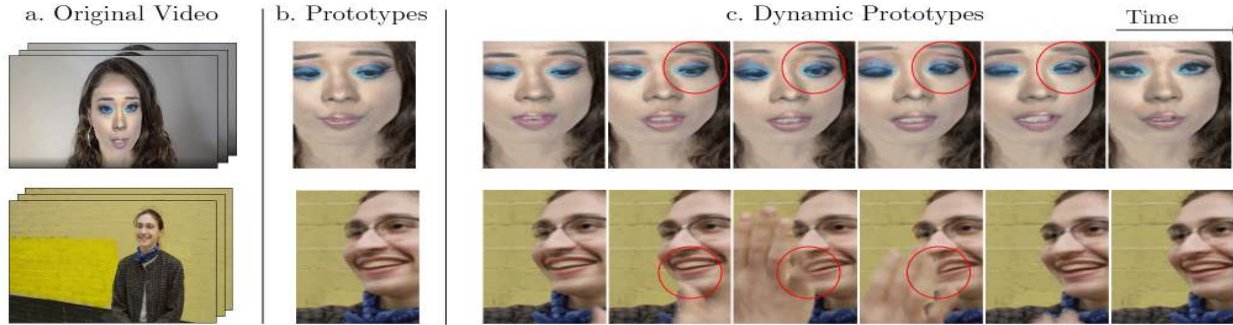 a. Original Video
b. Prototypes
c. Dynamic Prototypes
Time